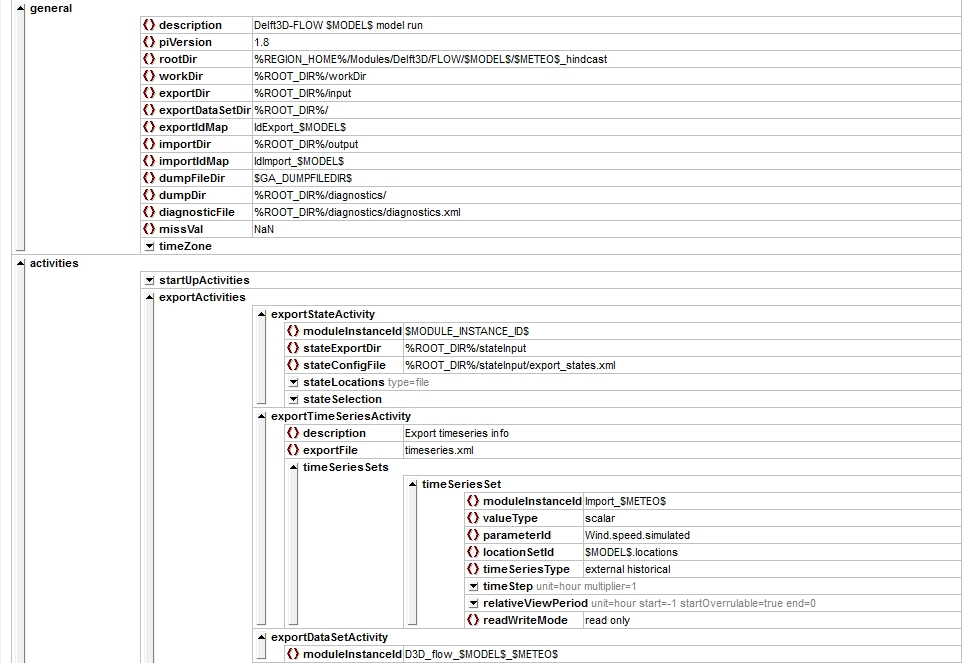 general
description Delft3D-FLOW $MODEL$ model run
piVersion 1.8
rootDir %REGION_HOME%/Modules/Delft3D/FLOW/$MODEL$/$METEO$_hindcast
workDir %ROOT_DIR%/workDir
exportDir %ROOT_DIR%/input
exportDataSetDir %ROOT_DIR%/
exportIdMap IdExport_$MODEL$
importDir %ROOT_DIR%/output
importIdMap IdImport_$MODEL$
dumpFileDir $GA_DUMPFILEDIR$
dumpDir %ROOT_DIR%/diagnostics/
diagnosticFile %ROOT_DIR%/diagnostics/diagnostics.xml
missVal NaN
timeZone
activities
startUpActivities
exportActivities
exportStateActivity
moduleInstanceId $MODULE_INSTANCE_ID$
stateExportDir %ROOT_DIR%/stateInput
stateConfigFile %ROOT_DIR%/stateInput/export_states.xml
stateLocations type=file
stateSelection
exportTimeSeriesActivity
description Export timeseries info
exportFile timeseries.xml
timeSeriesSets
timeSeriesSet
moduleInstanceId Import_$METEO$
valueType scalar
parameterId Wind.speed.simulated
locationSetId $MODEL$.locations
timeSeriesType external historical
timeStep unit=hour multiplier=1
relativeViewPeriod unit=hour start=-1 startOverrulable=true end=0
readWriteMode read only
exportDataSetActivity
moduleInstanceId D3D_flow_$MODEL$_$METEO$